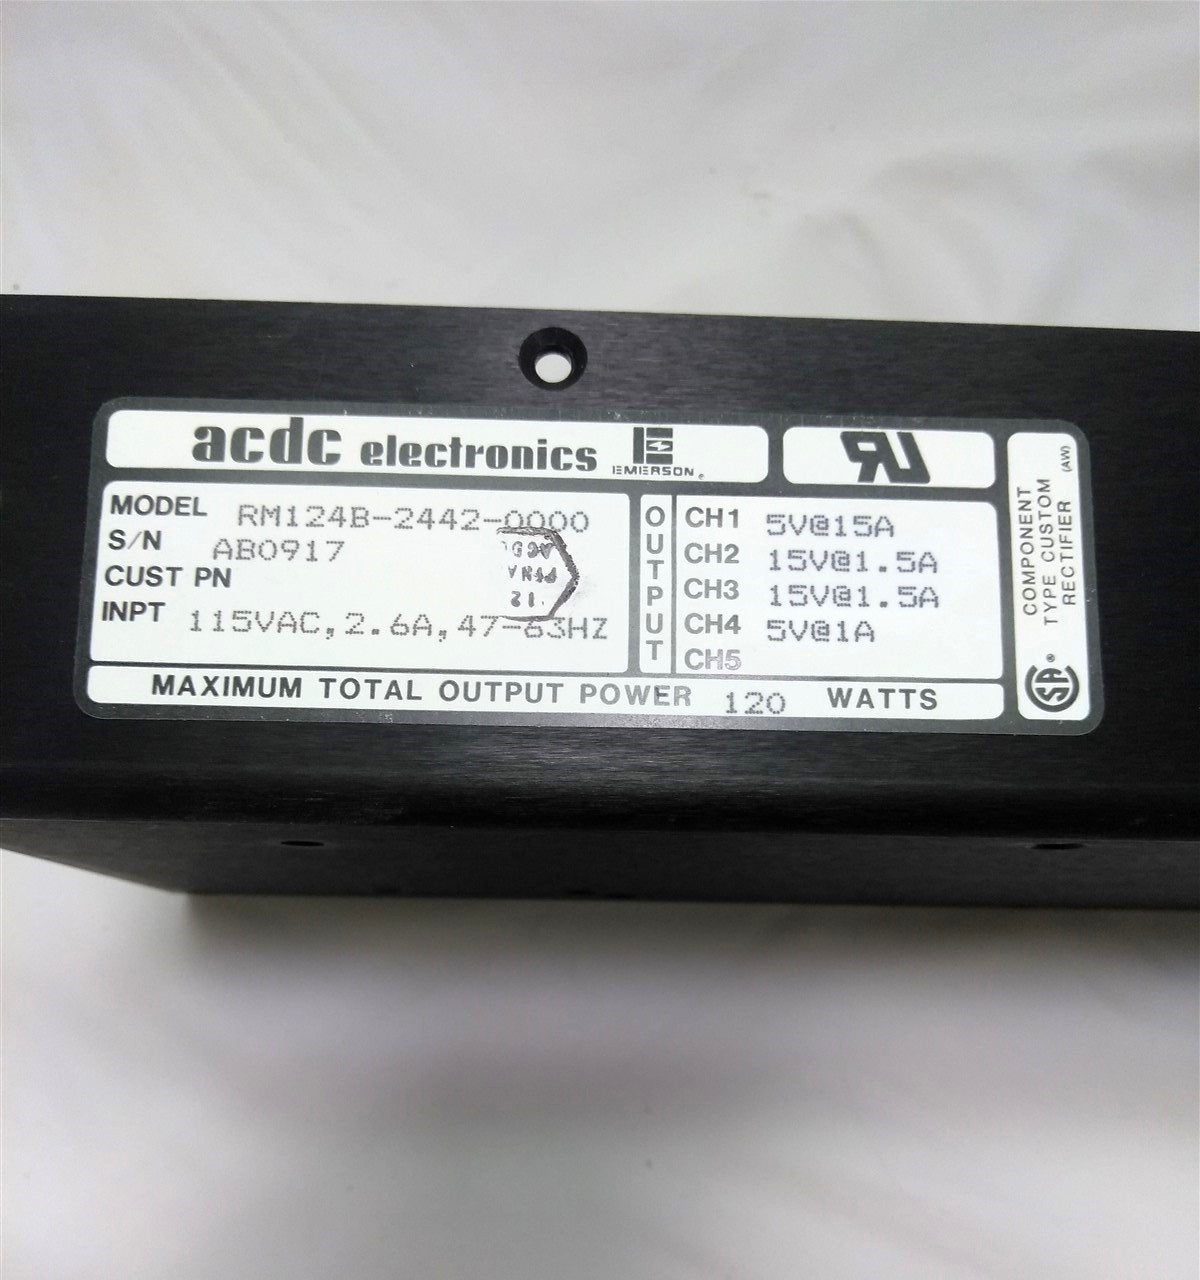 acdc electronics EMERSON
MODEL RM124B-2442-0000
S/N AB0917
CUST PN
INPT 115VAC, 2.6A, 47-63HZ
OUTPUT
CH1 5V@15A
CH2 15V@1.5A
CH3 15V@1.5A
CH4 5V@1A
CH5
MAXIMUM TOTAL OUTPUT POWER 120 WATTS
COMPONENT
TYPE CUSTOM
RECTIFIER (AW)
ACDC
12